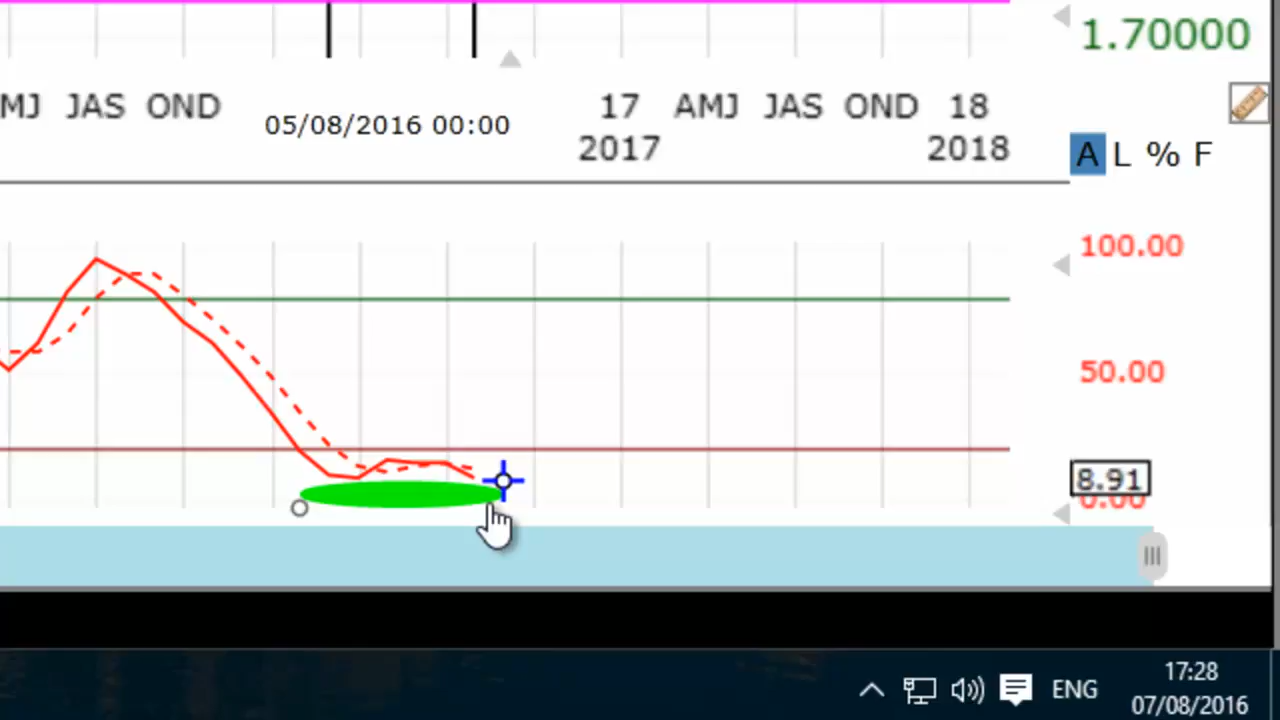 1.70000
MJ JAS OND 05/08/2016 00:00 17 AMJ JAS OND 18
2017 2018
A L % F
100.00
50.00
8.91
0.00
17:28
ENG
07/08/2016